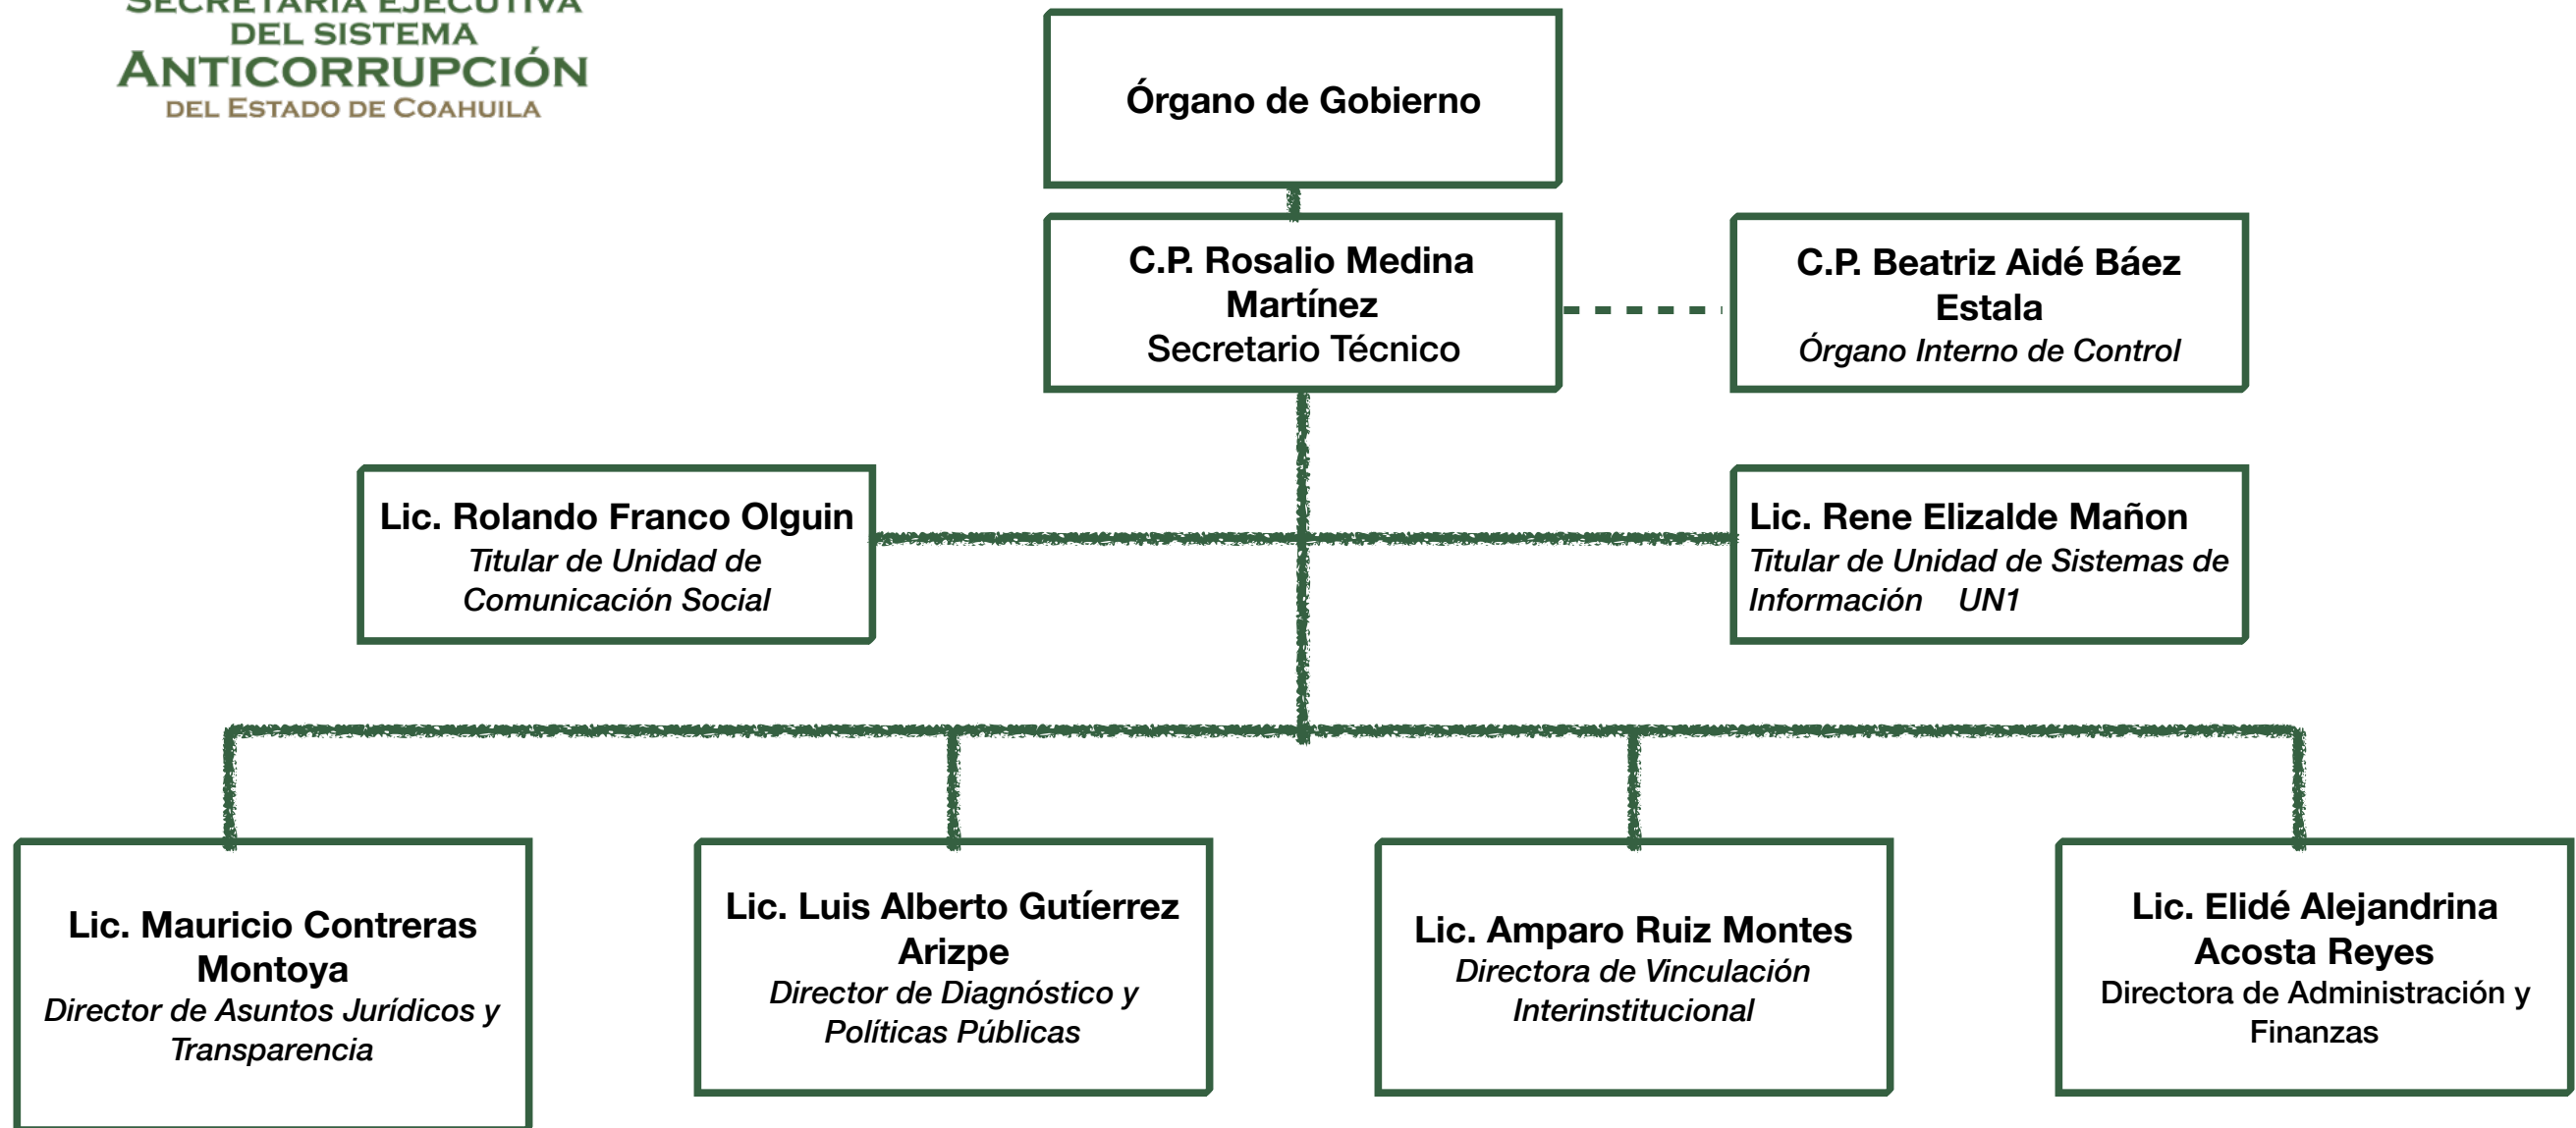 SECRETARÍA EJECUTIVA
DEL SISTEMA
ANTICORRUPCIÓN
DEL ESTADO DE COAHUILA
Órgano de Gobierno
C.P. Rosalio Medina
Martínez
Secretario Técnico
C.P. Beatriz Aidé Báez
Estala
Órgano Interno de Control
Lic. Rolando Franco Olguin
Titular de Unidad de
Comunicación Social
Lic. Rene Elizalde Mañon
Titular de Unidad de Sistemas de
Información UN1
Lic. Mauricio Contreras
Montoya
Director de Asuntos Jurídicos y
Transparencia
Lic. Luis Alberto Gutíerrez
Arizpe
Director de Diagnóstico y
Políticas Públicas
Lic. Amparo Ruiz Montes
Directora de Vinculación
Interinstitucional
Lic. Elidé Alejandrina
Acosta Reyes
Directora de Administración y
Finanzas